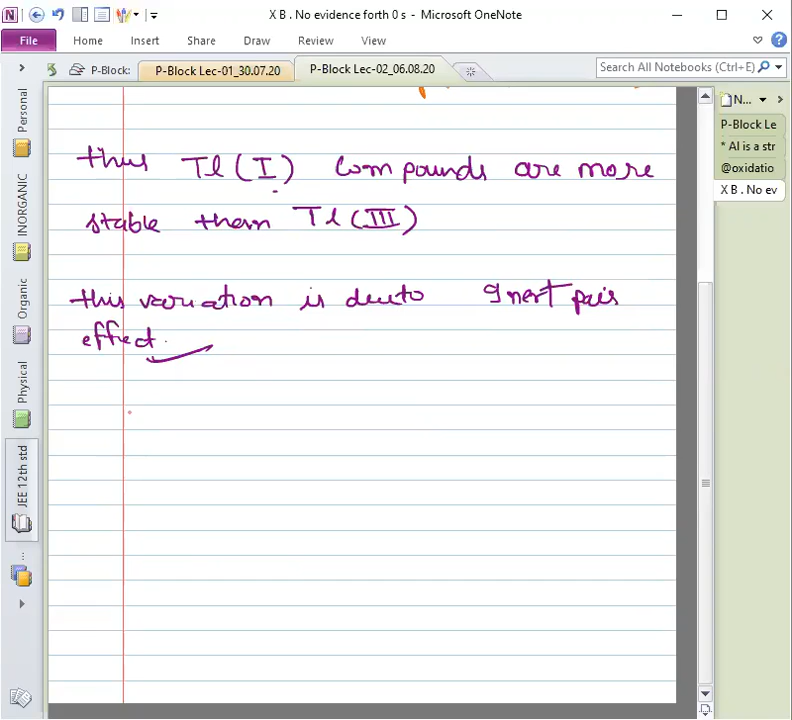 X B . No evidence forth 0 s - Microsoft OneNote
File Home Insert Share Draw Review View
P-Block: P-Block Lec-01_30.07.20 P-Block Lec-02_06.08.20 Search All Notebooks (Ctrl+E)
N...
P-Block Le
* Al is a str
@oxidatio
X B . No ev
Personal
INORGANIC
Organic
Physical
JEE 12th std
thus Tl(I) compounds are more
stable them Tl(III)
this variation is dueto Inert pair
effect.